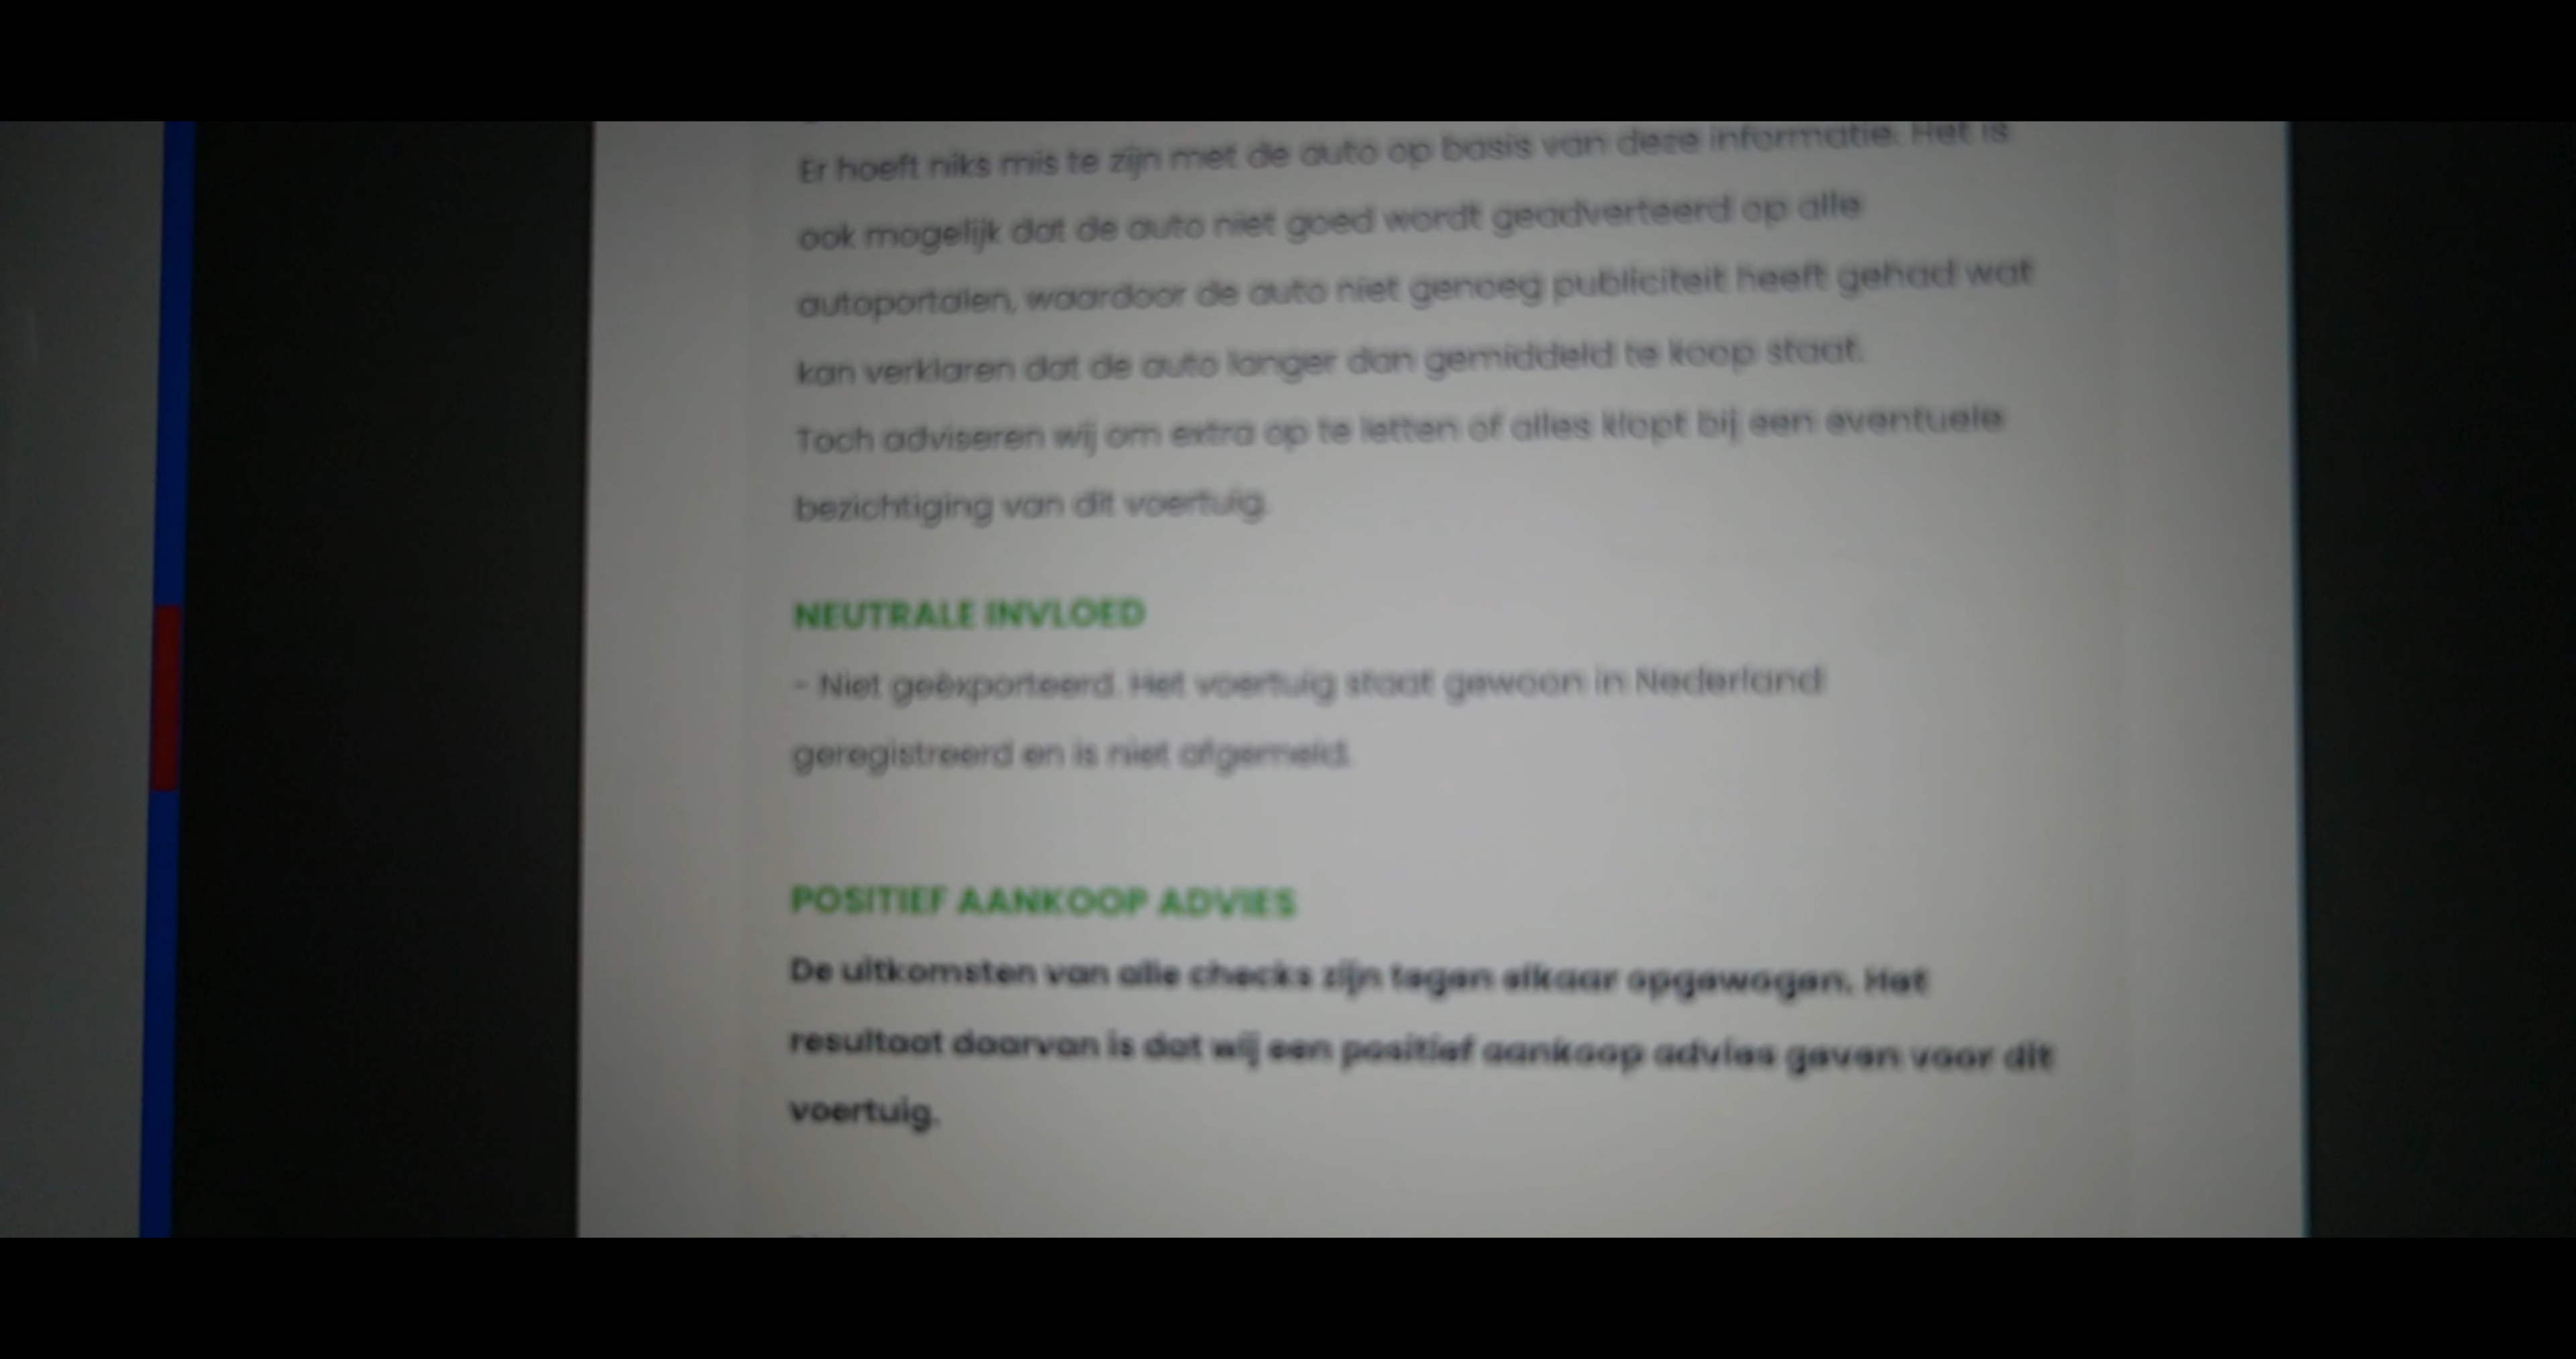 Er hoeft niks mis te zijn met de auto op basis van deze informatie. Het is
ook mogelijk dat de auto niet goed wordt geadverteerd op alle
autoportalen, waardoor de auto niet genoeg publiciteit heeft gehad wat
kan verklaren dat de auto langer dan gemiddeld te koop staat.
Toch adviseren wij om extra op te letten of alles klopt bij een eventuele
bezichtiging van dit voertuig.
NEUTRALE INVLOED
- Niet geëxporteerd. Het voertuig staat gewoon in Nederland
geregistreerd en is niet afgemeld.
POSITIEF AANKOOP ADVIES
De uitkomsten van alle checks zijn tegen elkaar opgewogen. Het
resultaat daarvan is dat wij een positief aankoop advies geven voor dit
voertuig.